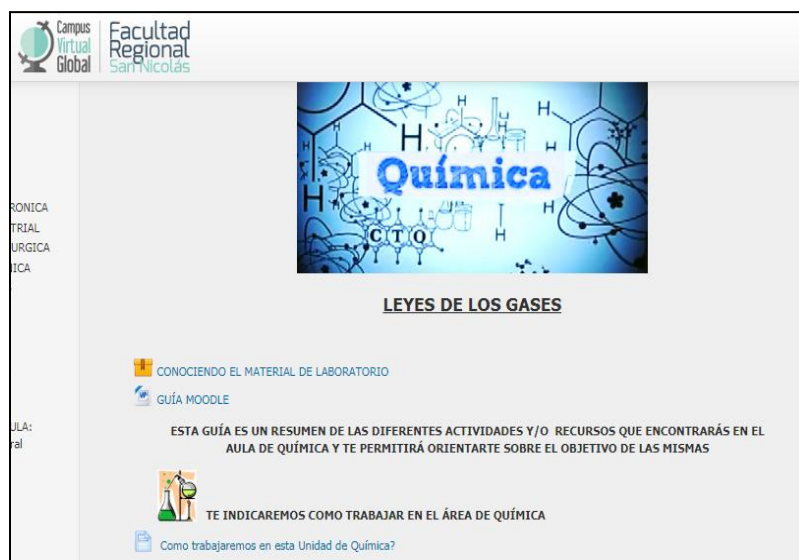 Campus
Virtual
Global
Facultad
Regional
San Nicolás
RONICA
TRIAL
URGICA
ICA
ULA:
ral
H
H
H
H
H
H
H
Química
CTQ
LEYES DE LOS GASES
CONOCIENDO EL MATERIAL DE LABORATORIO
GUÍA MOODLE
ESTA GUÍA ES UN RESUMEN DE LAS DIFERENTES ACTIVIDADES Y/O RECURSOS QUE ENCONTRARÁS EN EL
AULA DE QUÍMICA Y TE PERMITIRÁ ORIENTARTE SOBRE EL OBJETIVO DE LAS MISMAS
TE INDICAREMOS COMO TRABAJAR EN EL ÁREA DE QUÍMICA
Como trabajaremos en esta Unidad de Química?